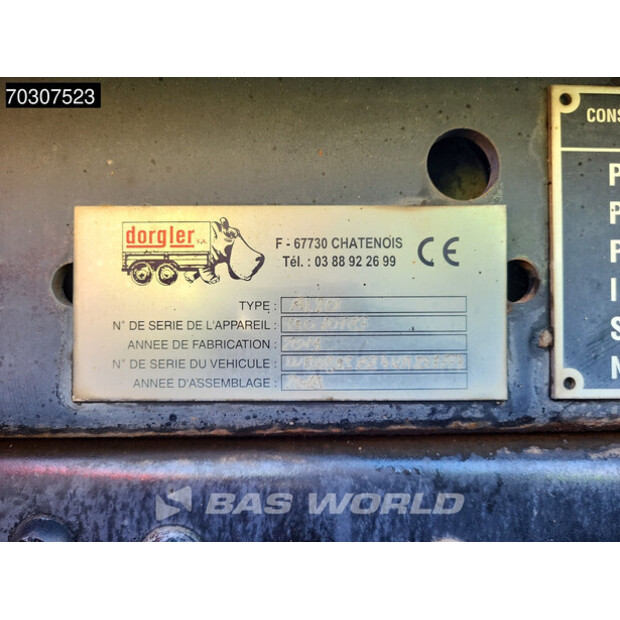 70307523
CONS
dorgler s.a.
F - 67730 CHATENOIS
Tél. : 03 88 92 26 99
CE
TYPE :
N° DE SERIE DE L'APPAREIL :
ANNEE DE FABRICATION :
N° DE SERIE DU VEHICULE :
ANNEE D'ASSEMBLAGE :
P
P
P
I
S
N
BAS WORLD